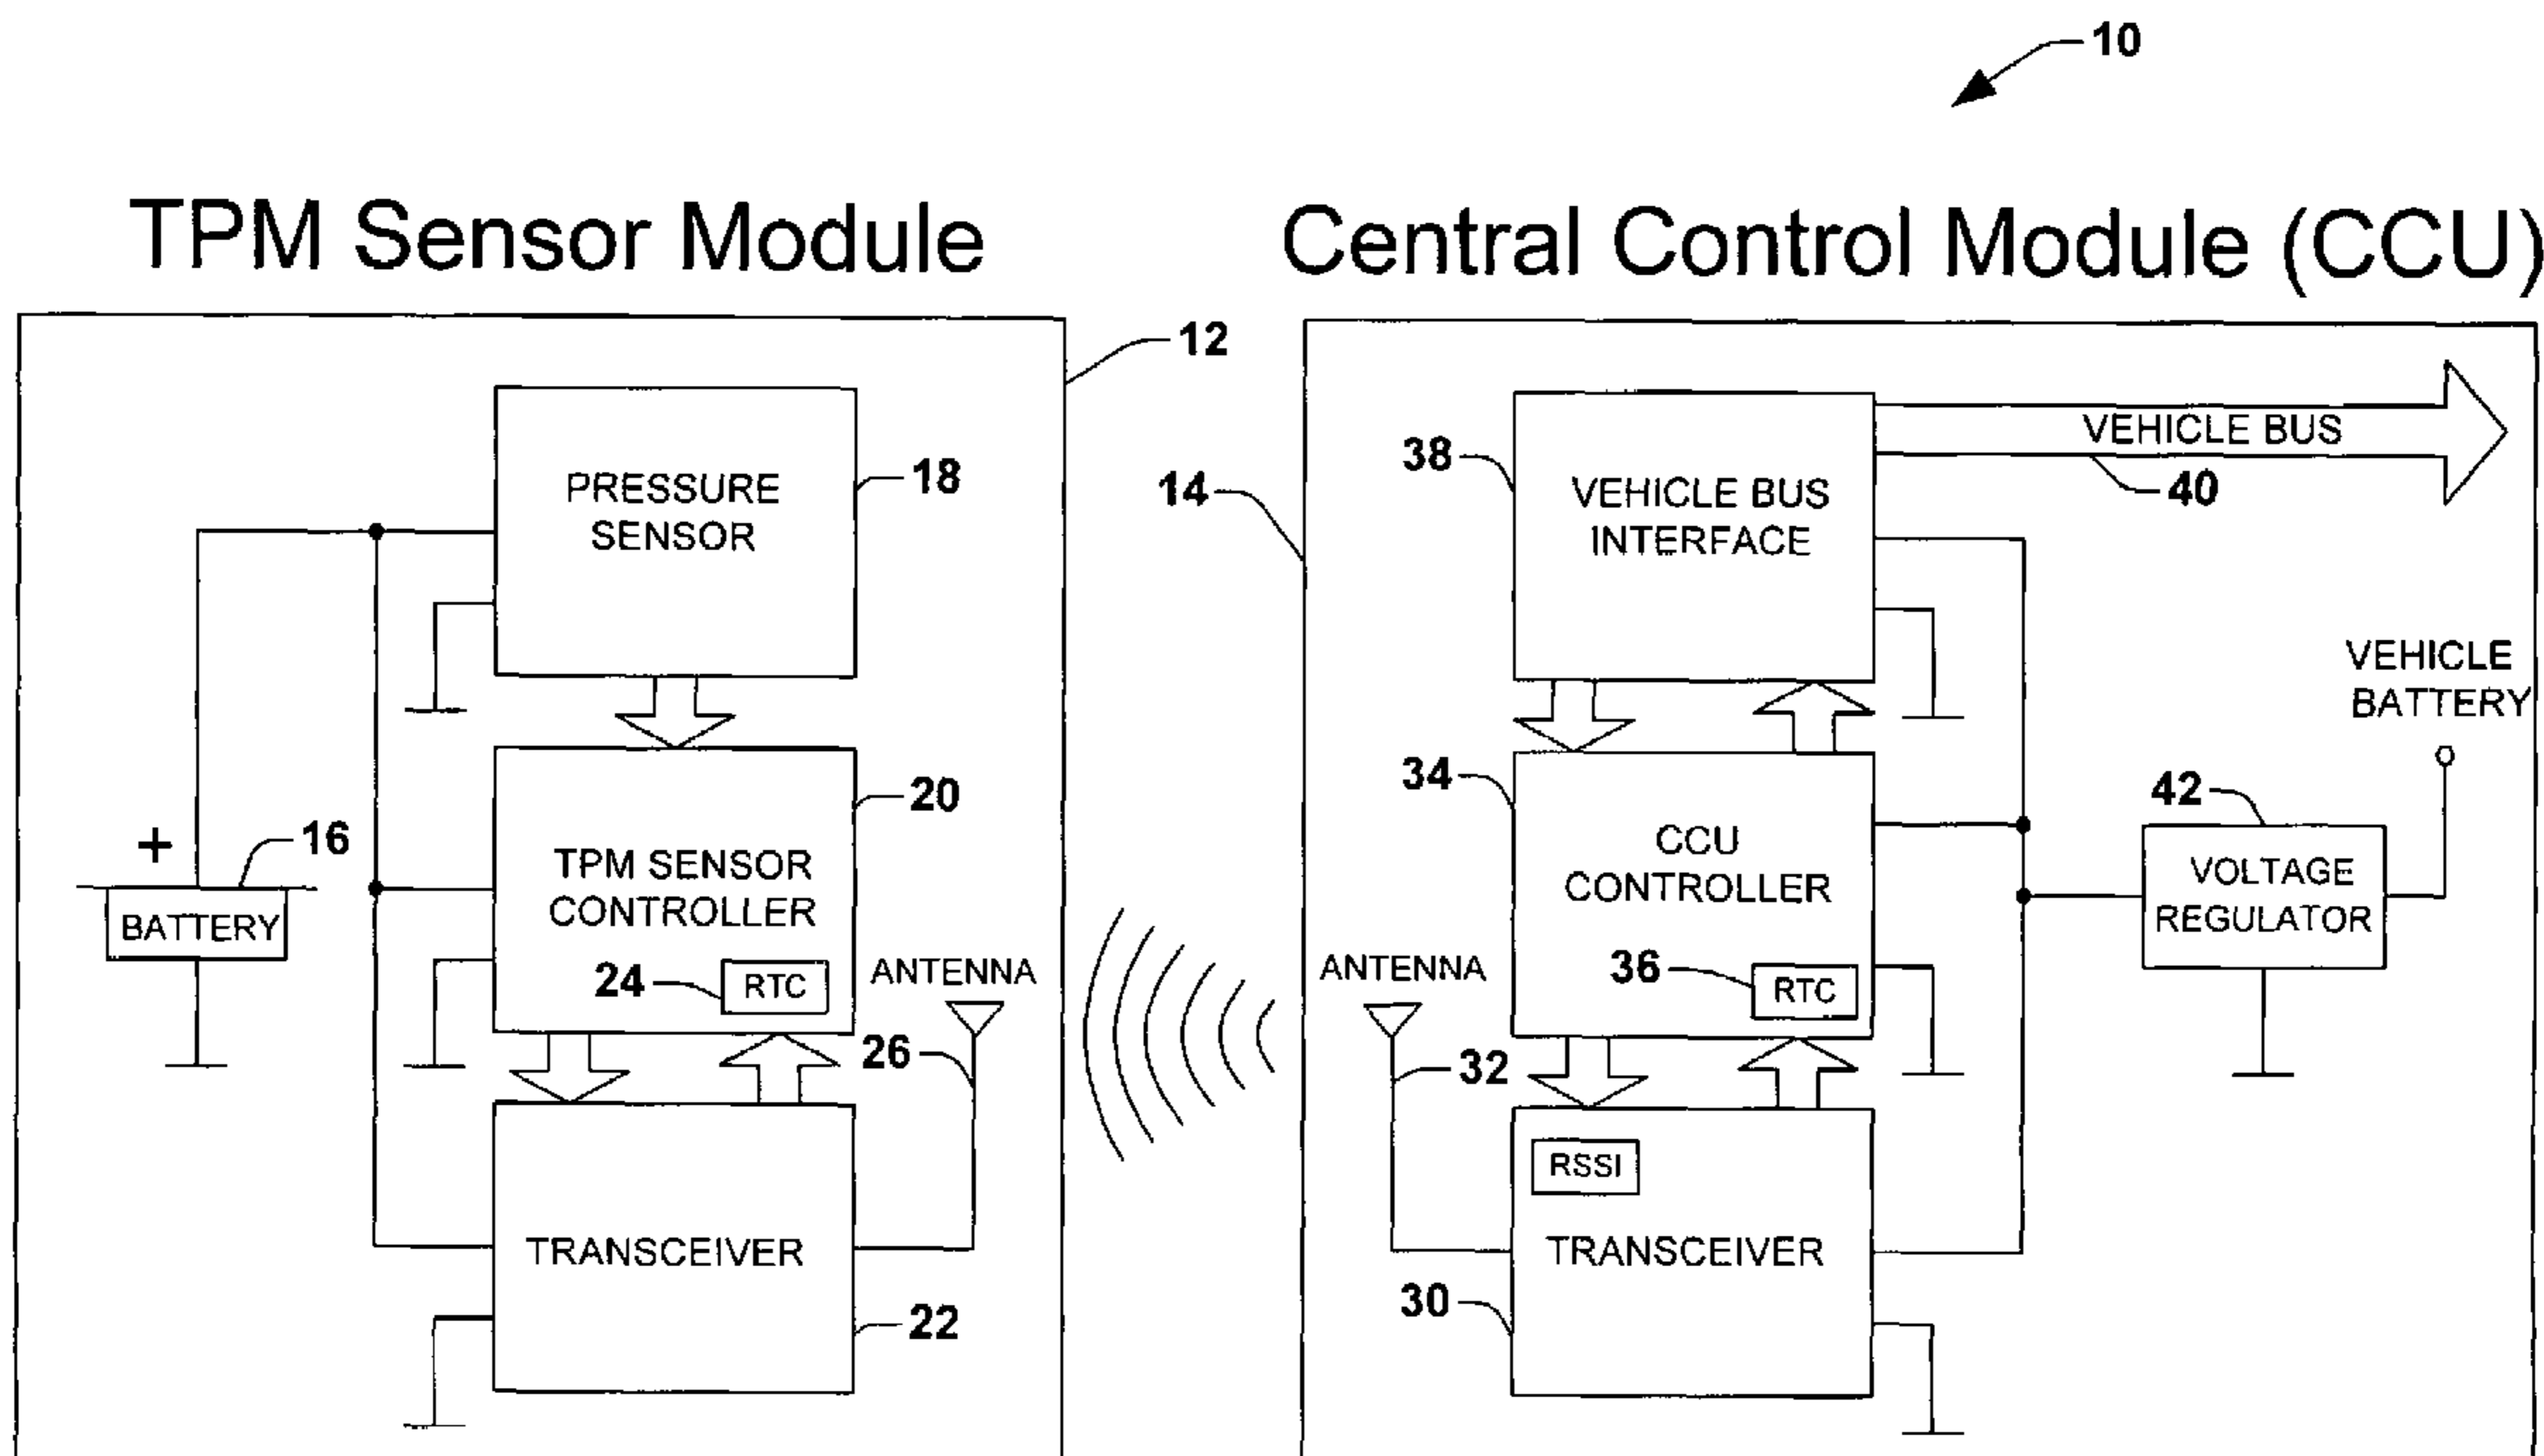 10
TPM Sensor Module
12
PRESSURE
SENSOR
18
+
16
BATTERY
TPM SENSOR
CONTROLLER
20
24
RTC
ANTENNA
26
TRANSCEIVER
22
Central Control Module (CCU)
14
38
VEHICLE BUS
INTERFACE
VEHICLE BUS
40
34
CCU
CONTROLLER
36
RTC
ANTENNA
32
RSSI
TRANSCEIVER
30
VEHICLE
BATTERY
42
VOLTAGE
REGULATOR